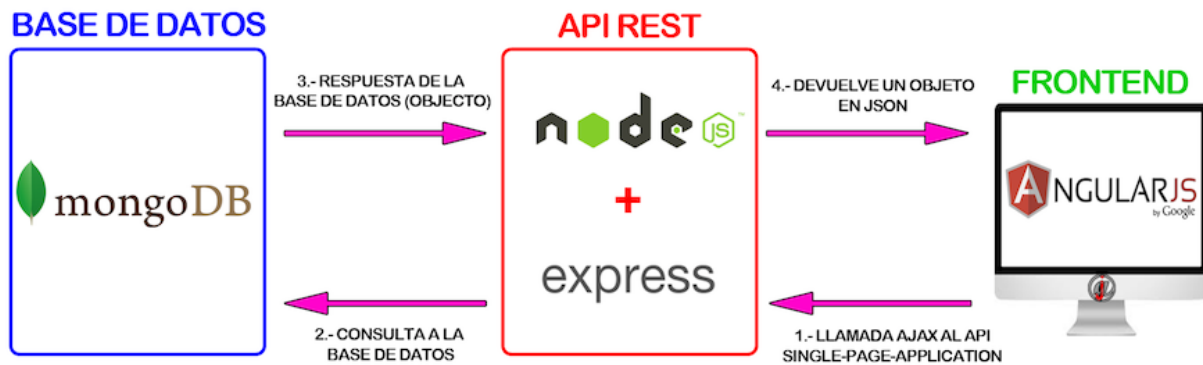 BASE DE DATOS
API REST
FRONTEND
3.- RESPUESTA DE LA
BASE DE DATOS (OBJECTO)
4.- DEVUELVE UN OBJETO
EN JSON
mongoDB
node
JS
™
+
express
ANGULARJS
by Google
2.- CONSULTA A LA
BASE DE DATOS
1.- LLAMADA AJAX AL API
SINGLE-PAGE-APPLICATION